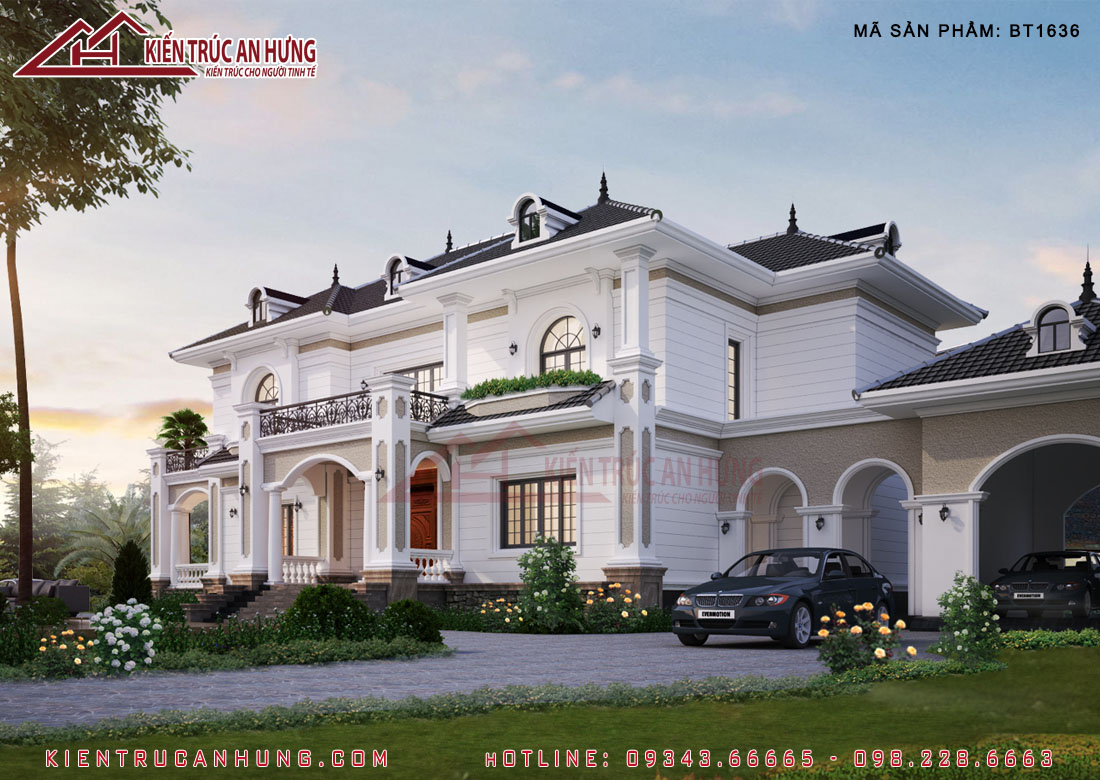 KIẾN TRÚC AN HƯNG
KIẾN TRÚC CHO NGƯỜI TINH TẾ
MÃ SẢN PHẨM: BT1636
KIẾN TRÚC AN HƯNG
KIẾN TRÚC CHO NGƯỜI TINH TẾ
EVERMOTION
EVERMOTION
KIENTRUCANHUNG.COM
HOTLINE: 09343.66665 - 098.228.6663